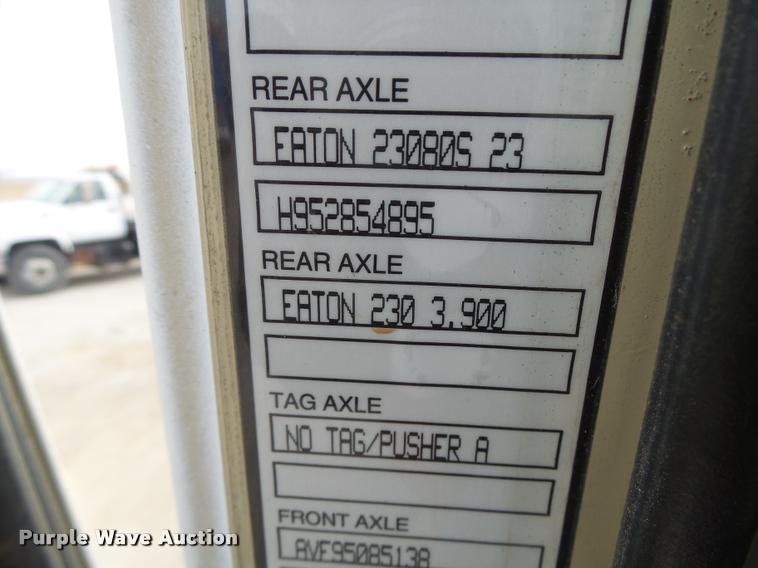 REAR AXLE
EATON 23080S 23
H952854895
REAR AXLE
EATON 230 3.900
TAG AXLE
NO TAG/PUSHER A
FRONT AXLE
AVF95085138
Purple Wave Auction